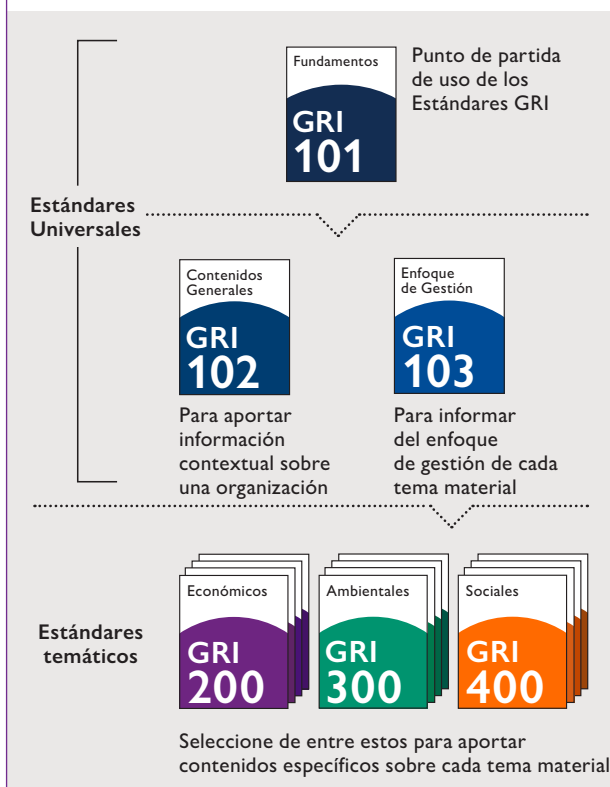 Fundamentos
GRI
101
Punto de partida
de uso de los
Estándares GRI
Estándares
Universales
Contenidos
Generales
GRI
102
Enfoque
de Gestión
GRI
103
Para aportar
información
contextual sobre
una organización
Para informar
del enfoque
de gestión de cada
tema material
Estándares
temáticos
Económicos
GRI
200
Ambientales
GRI
300
Sociales
GRI
400
Seleccione de entre estos para aportar
contenidos específicos sobre cada tema material